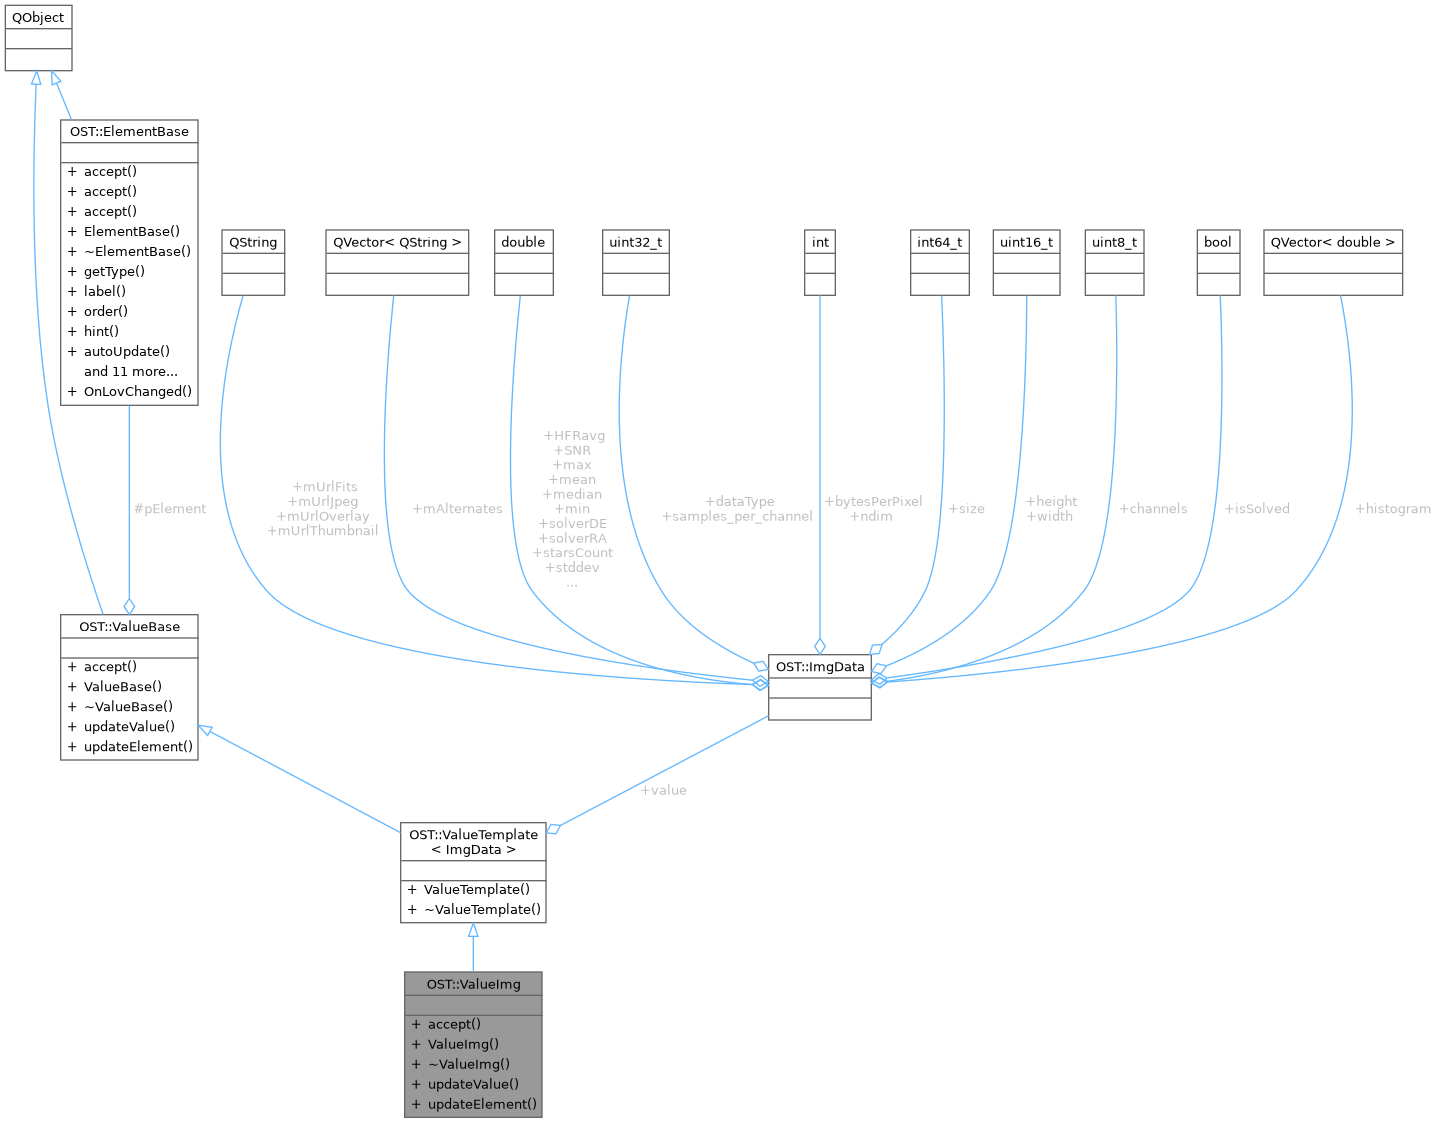 QObject
OST::ElementBase
+ accept()
+ accept()
+ accept()
+ ElementBase()
+ ~ElementBase()
+ getType()
+ label()
+ order()
+ hint()
+ autoUpdate()
and 11 more...
+ OnLovChanged()
QString
QVector< QString >
double
uint32_t
int
int64_t
uint16_t
uint8_t
bool
QVector< double >
#pElement
+mUrlFits
+mUrlJpeg
+mUrlOverlay
+mUrlThumbnail
+mAlternates
+HFRavg
+SNR
+max
+mean
+median
+min
+solverDE
+solverRA
+starsCount
+stddev
...
+dataType
+samples_per_channel
+bytesPerPixel
+ndim
+size
+height
+width
+channels
+isSolved
+histogram
OST::ValueBase
+ accept()
+ ValueBase()
+ ~ValueBase()
+ updateValue()
+ updateElement()
OST::ImgData
+value
OST::ValueTemplate
< ImgData >
+ ValueTemplate()
+ ~ValueTemplate()
OST::ValueImg
+ accept()
+ ValueImg()
+ ~ValueImg()
+ updateValue()
+ updateElement()